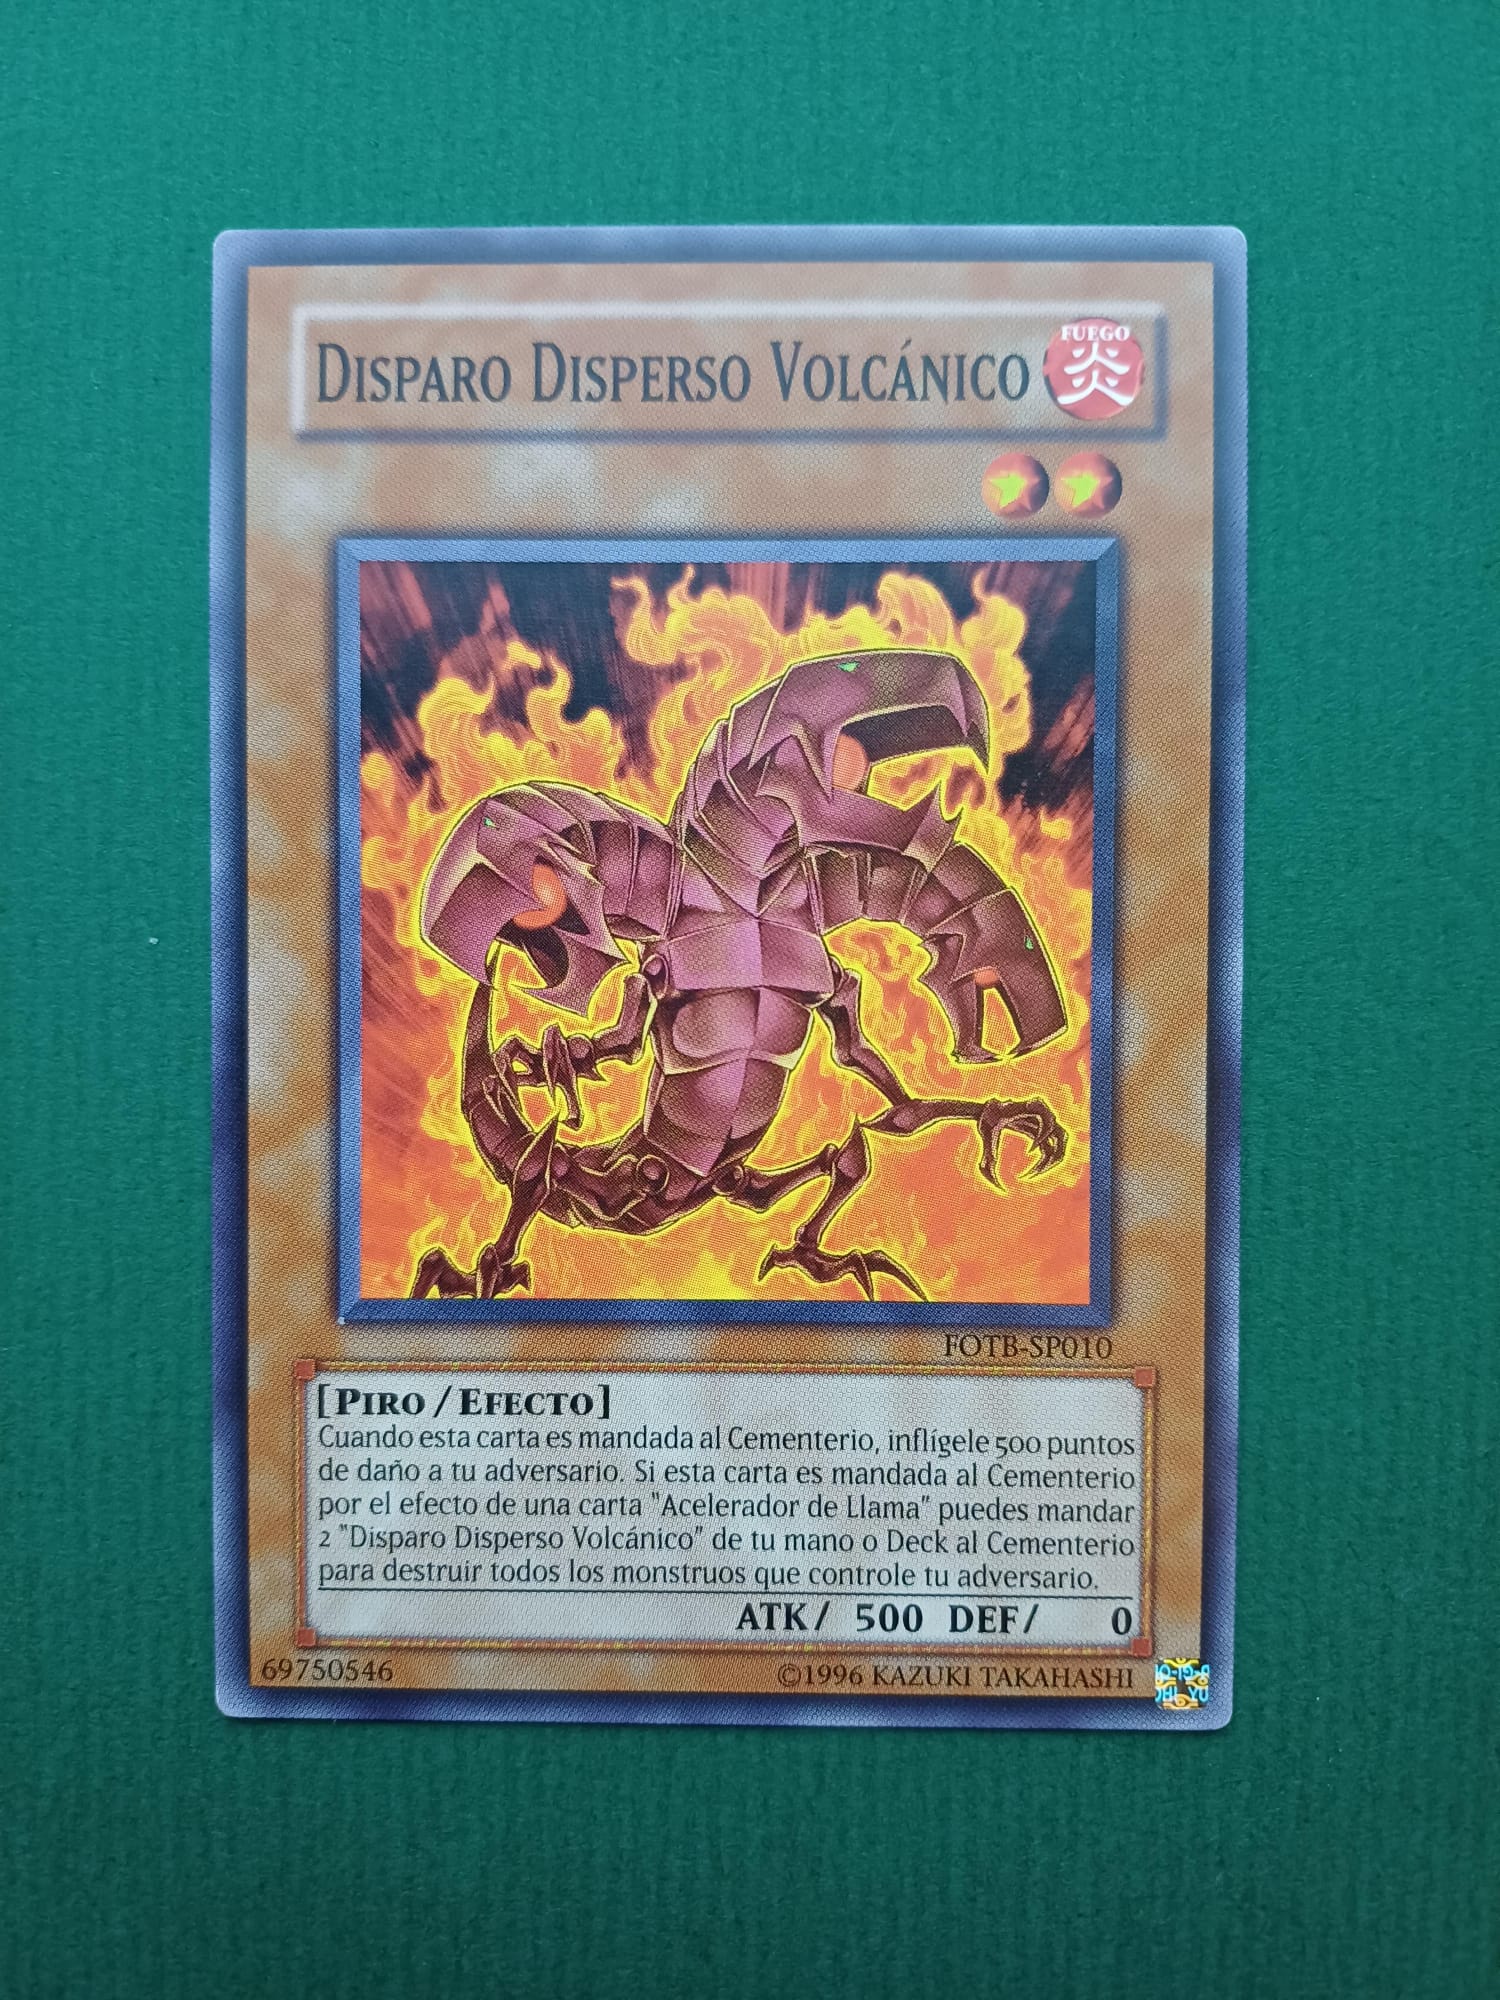 DISPARO DISPERSO VOLCÁNICO
FUEGO
炎
FOTB-SP010
[PIRO / EFECTO]
Cuando esta carta es mandada al Cementerio, inflígele 500 puntos
de daño a tu adversario. Si esta carta es mandada al Cementerio
por el efecto de una carta "Acelerador de Llama" puedes mandar
2 "Disparo Disperso Volcánico" de tu mano o Deck al Cementerio
para destruir todos los monstruos que controle tu adversario.
ATK/ 500 DEF/ 0
69750546 ©1996 KAZUKI TAKAHASHI